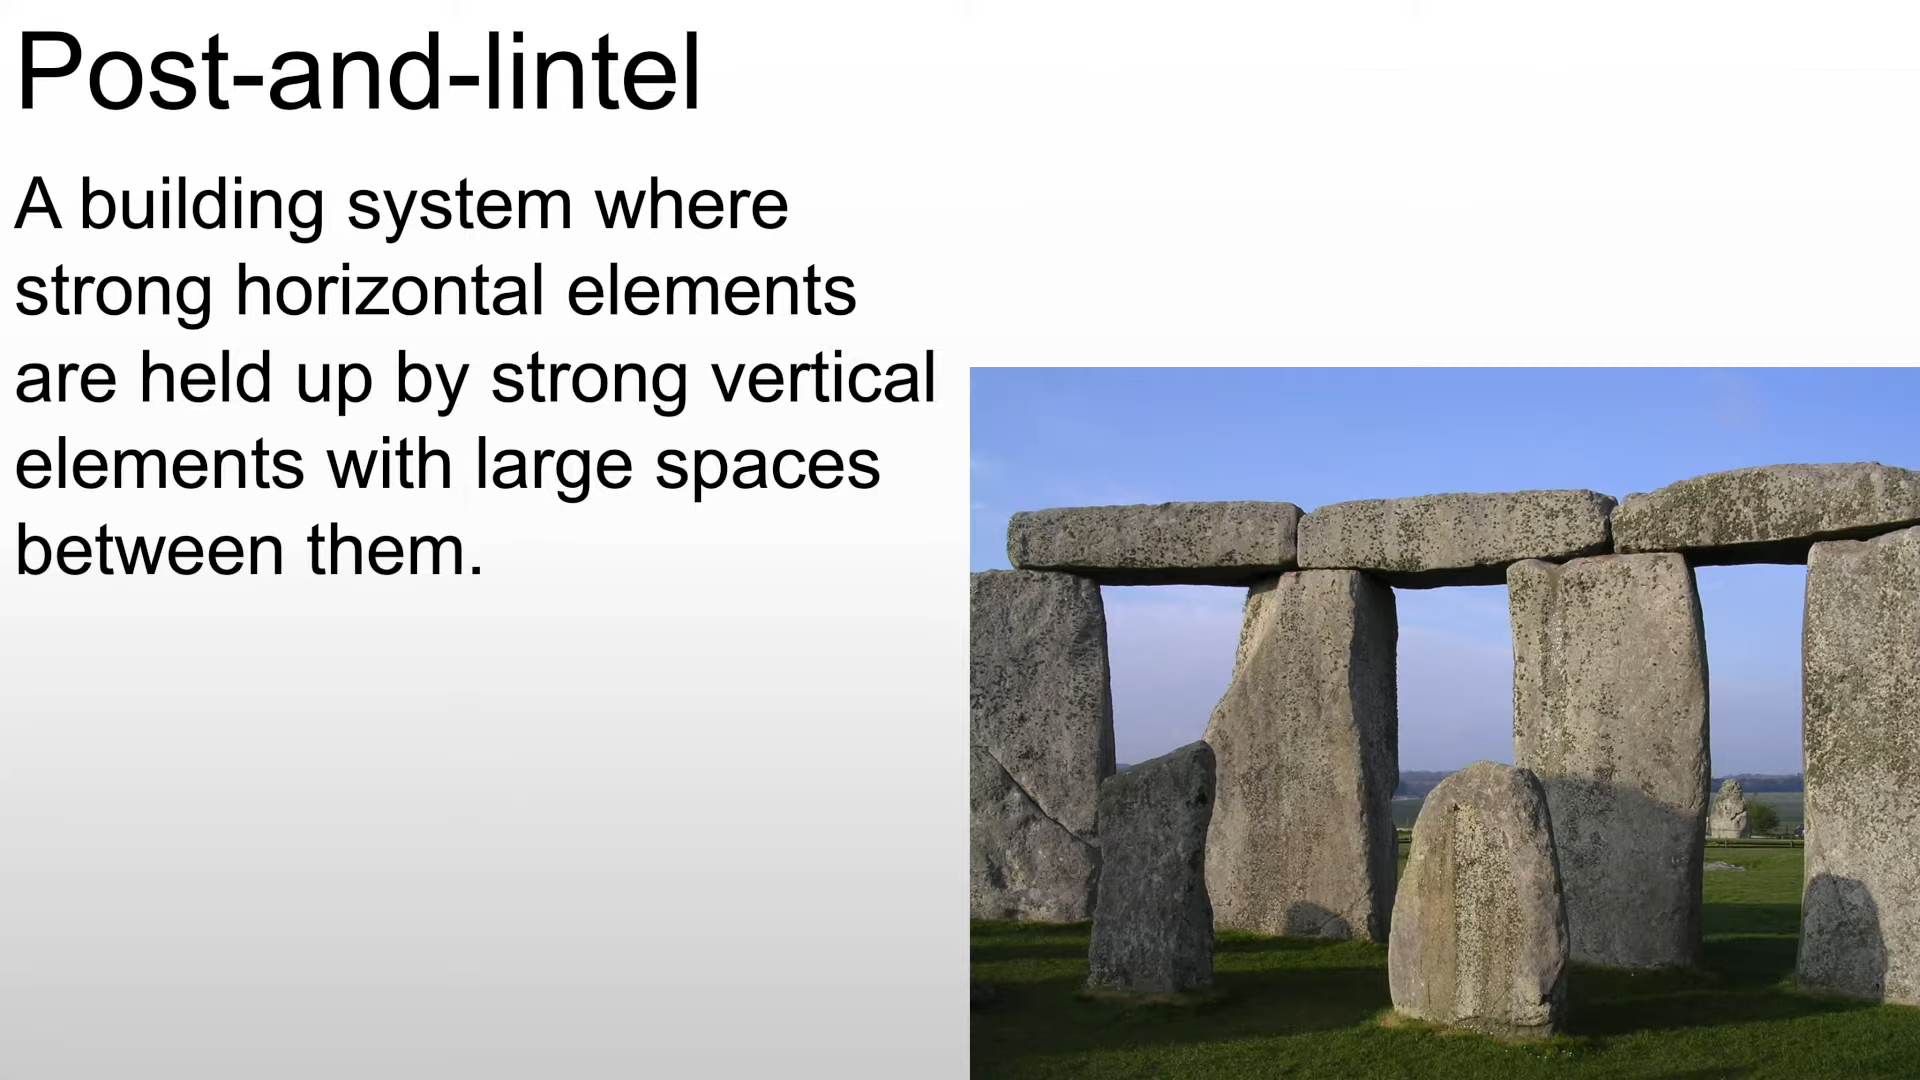 Post-and-lintel
A building system where
strong horizontal elements
are held up by strong vertical
elements with large spaces
between them.